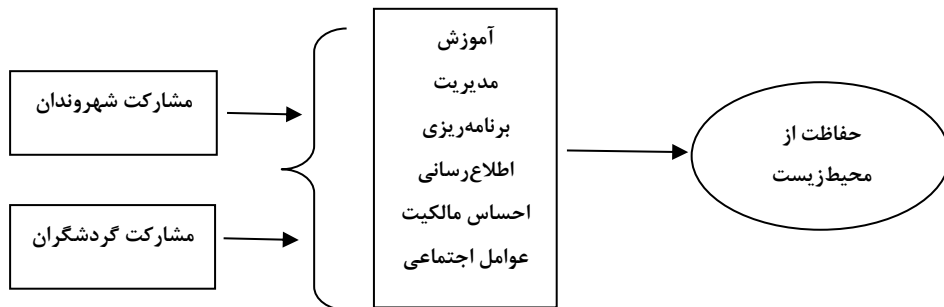 مشارکت شهروندان
مشارکت گردشگران
آموزش
مدیریت
برنامه‌ریزی
اطلاع‌رسانی
احساس مالکیت
عوامل اجتماعی
حفاظت از
محیط‌زیست